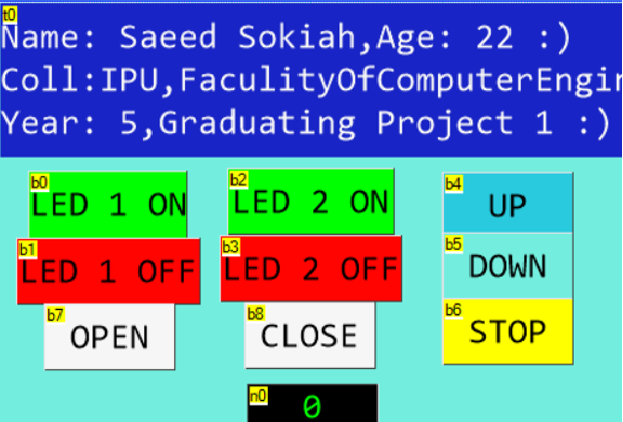 t0
Name: Saeed Sokiah,Age: 22 :)
Coll:IPU,FaculityOfComputerEngin
Year: 5,Graduating Project 1 :)
b0 LED 1 ON
b2 LED 2 ON
b4 UP
b1 LED 1 OFF
b3 LED 2 OFF
b5 DOWN
b7 OPEN
b8 CLOSE
b6 STOP
n0 0